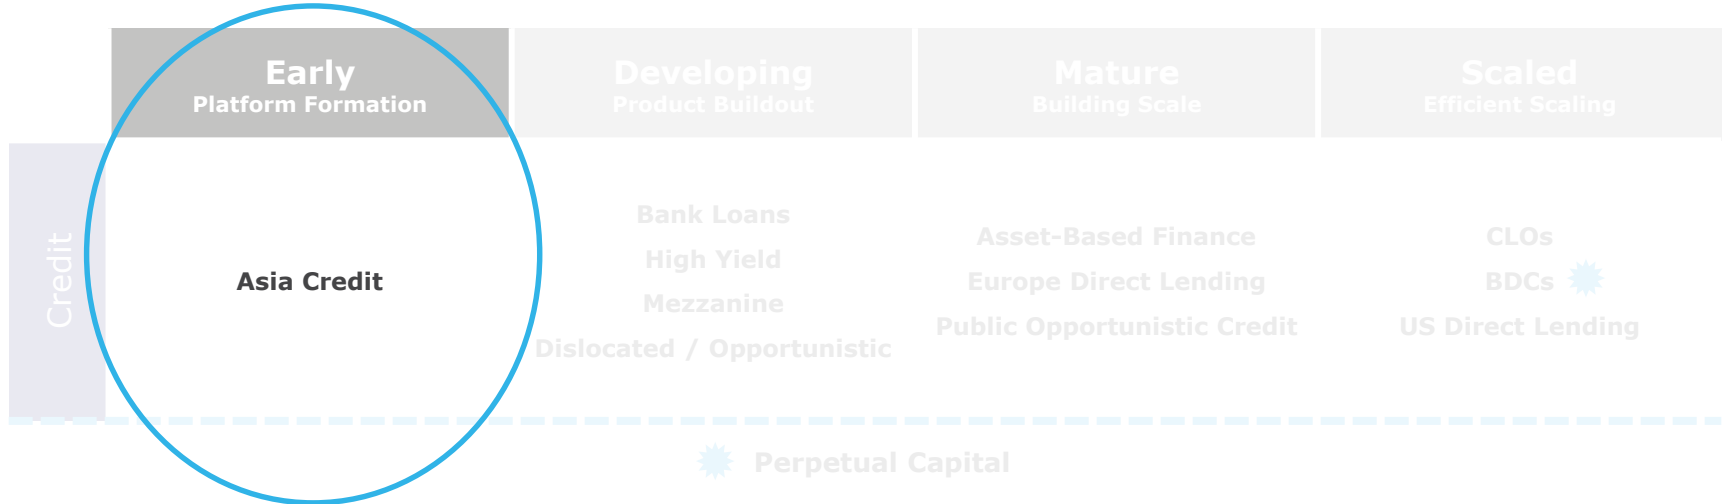 Early
Platform Formation
Developing
Product Buildout
Mature
Building Scale
Scaled
Efficient Scaling
Credit
Asia Credit
Bank Loans
High Yield
Mezzanine
Dislocated / Opportunistic
Asset-Based Finance
Europe Direct Lending
Public Opportunistic Credit
CLOs
BDCs
US Direct Lending
Perpetual Capital